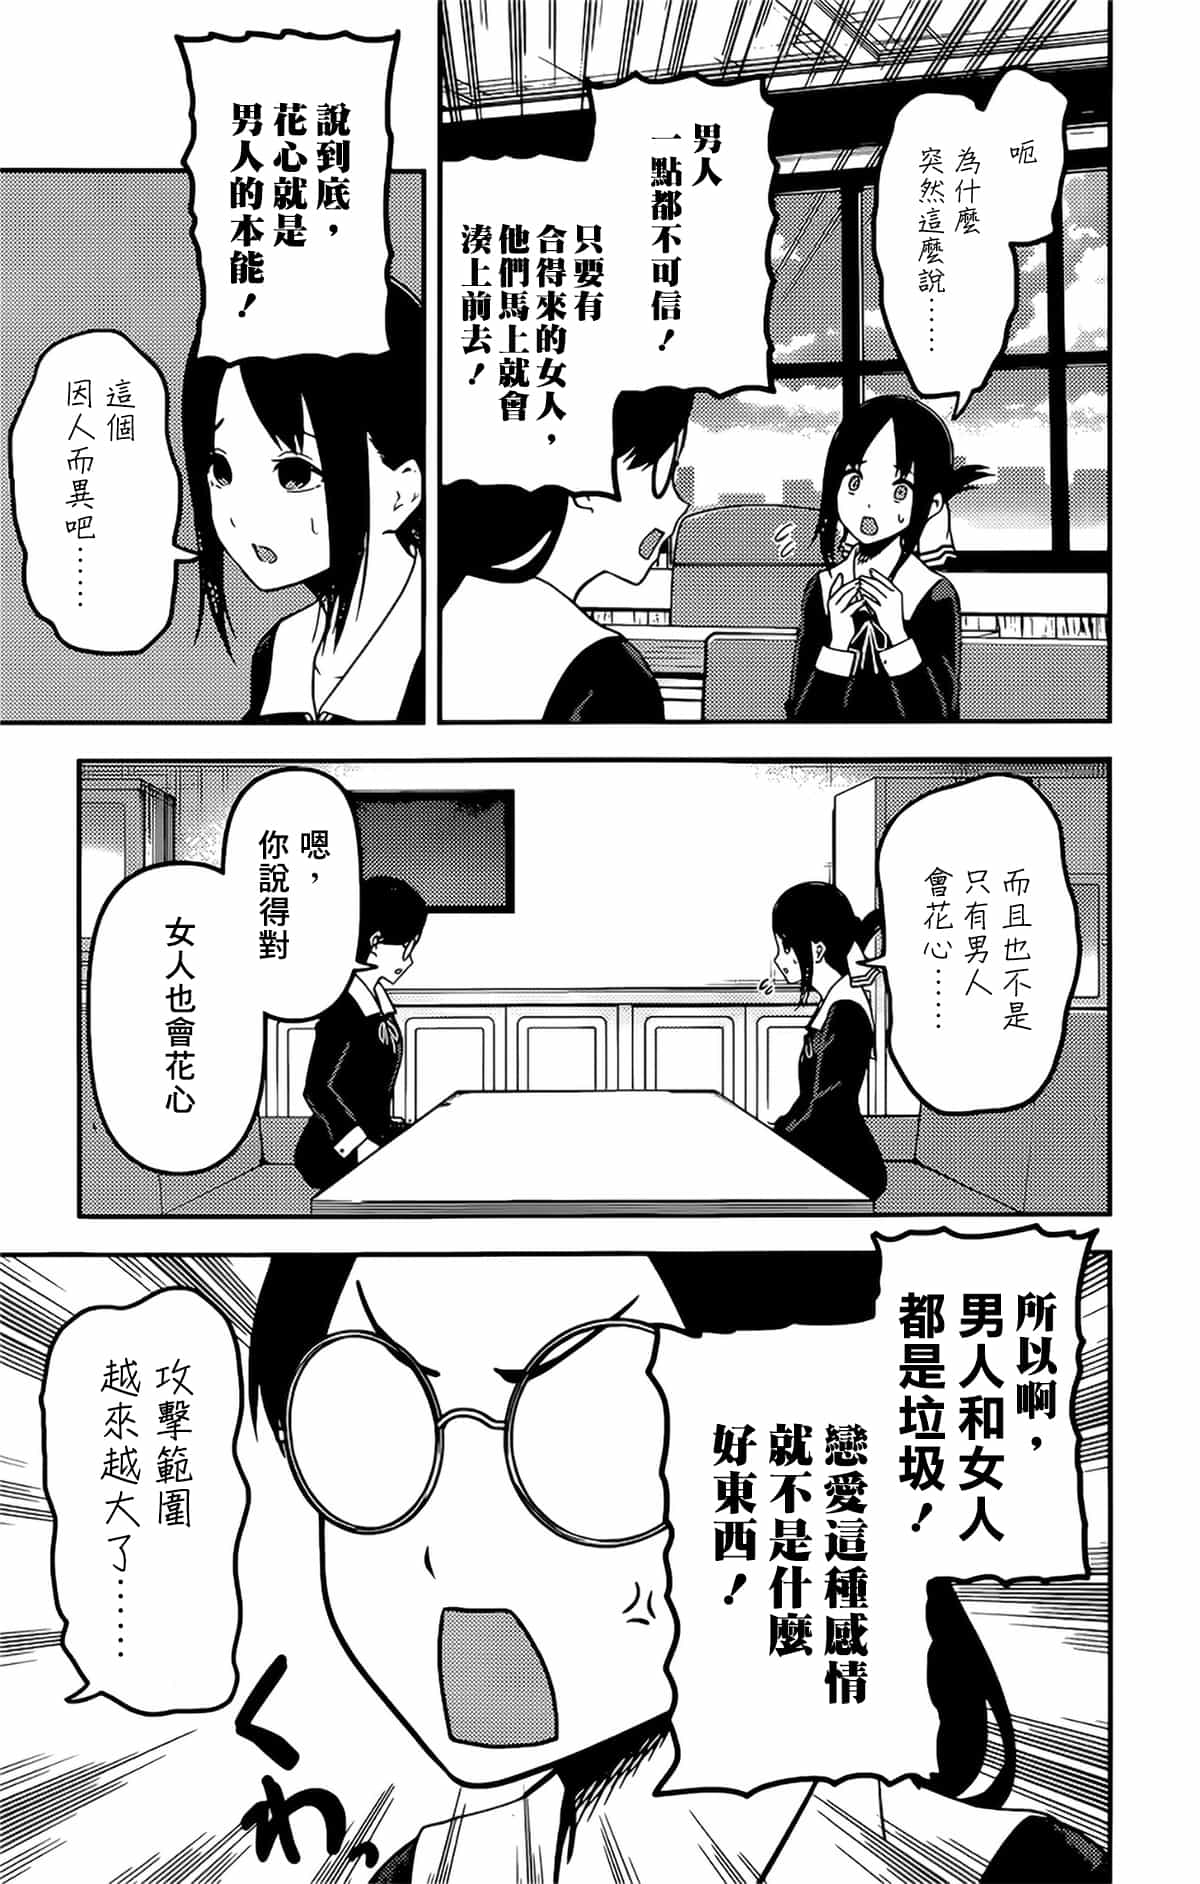 呃
為什麼
突然這麼說……
男人
一點都不可信！
只要有
合得來的女人，
他們馬上就會
湊上前去！
說到底，
花心就是
男人的本能！
這個
因人而異吧……
而且也不是
只有男人
會花心……
嗯，
你說得對
女人也會花心
所以啊，
男人和女人
都是垃圾！
戀愛這種感情
就不是什麼
好東西！
攻擊範圍
越來越大了……
くわっ